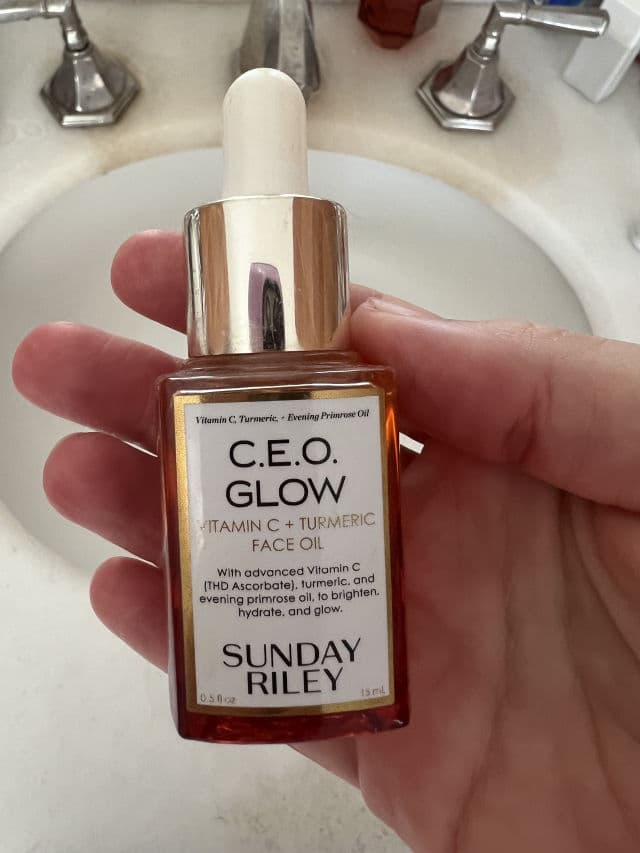 Vitamin C, Turmeric, + Evening Primrose Oil
C.E.O.
GLOW
VITAMIN C + TURMERIC
FACE OIL
With advanced Vitamin C
(THD Ascorbate), turmeric, and
evening primrose oil, to brighten,
hydrate, and glow.
SUNDAY
RILEY
0.5 fl oz 15 mL